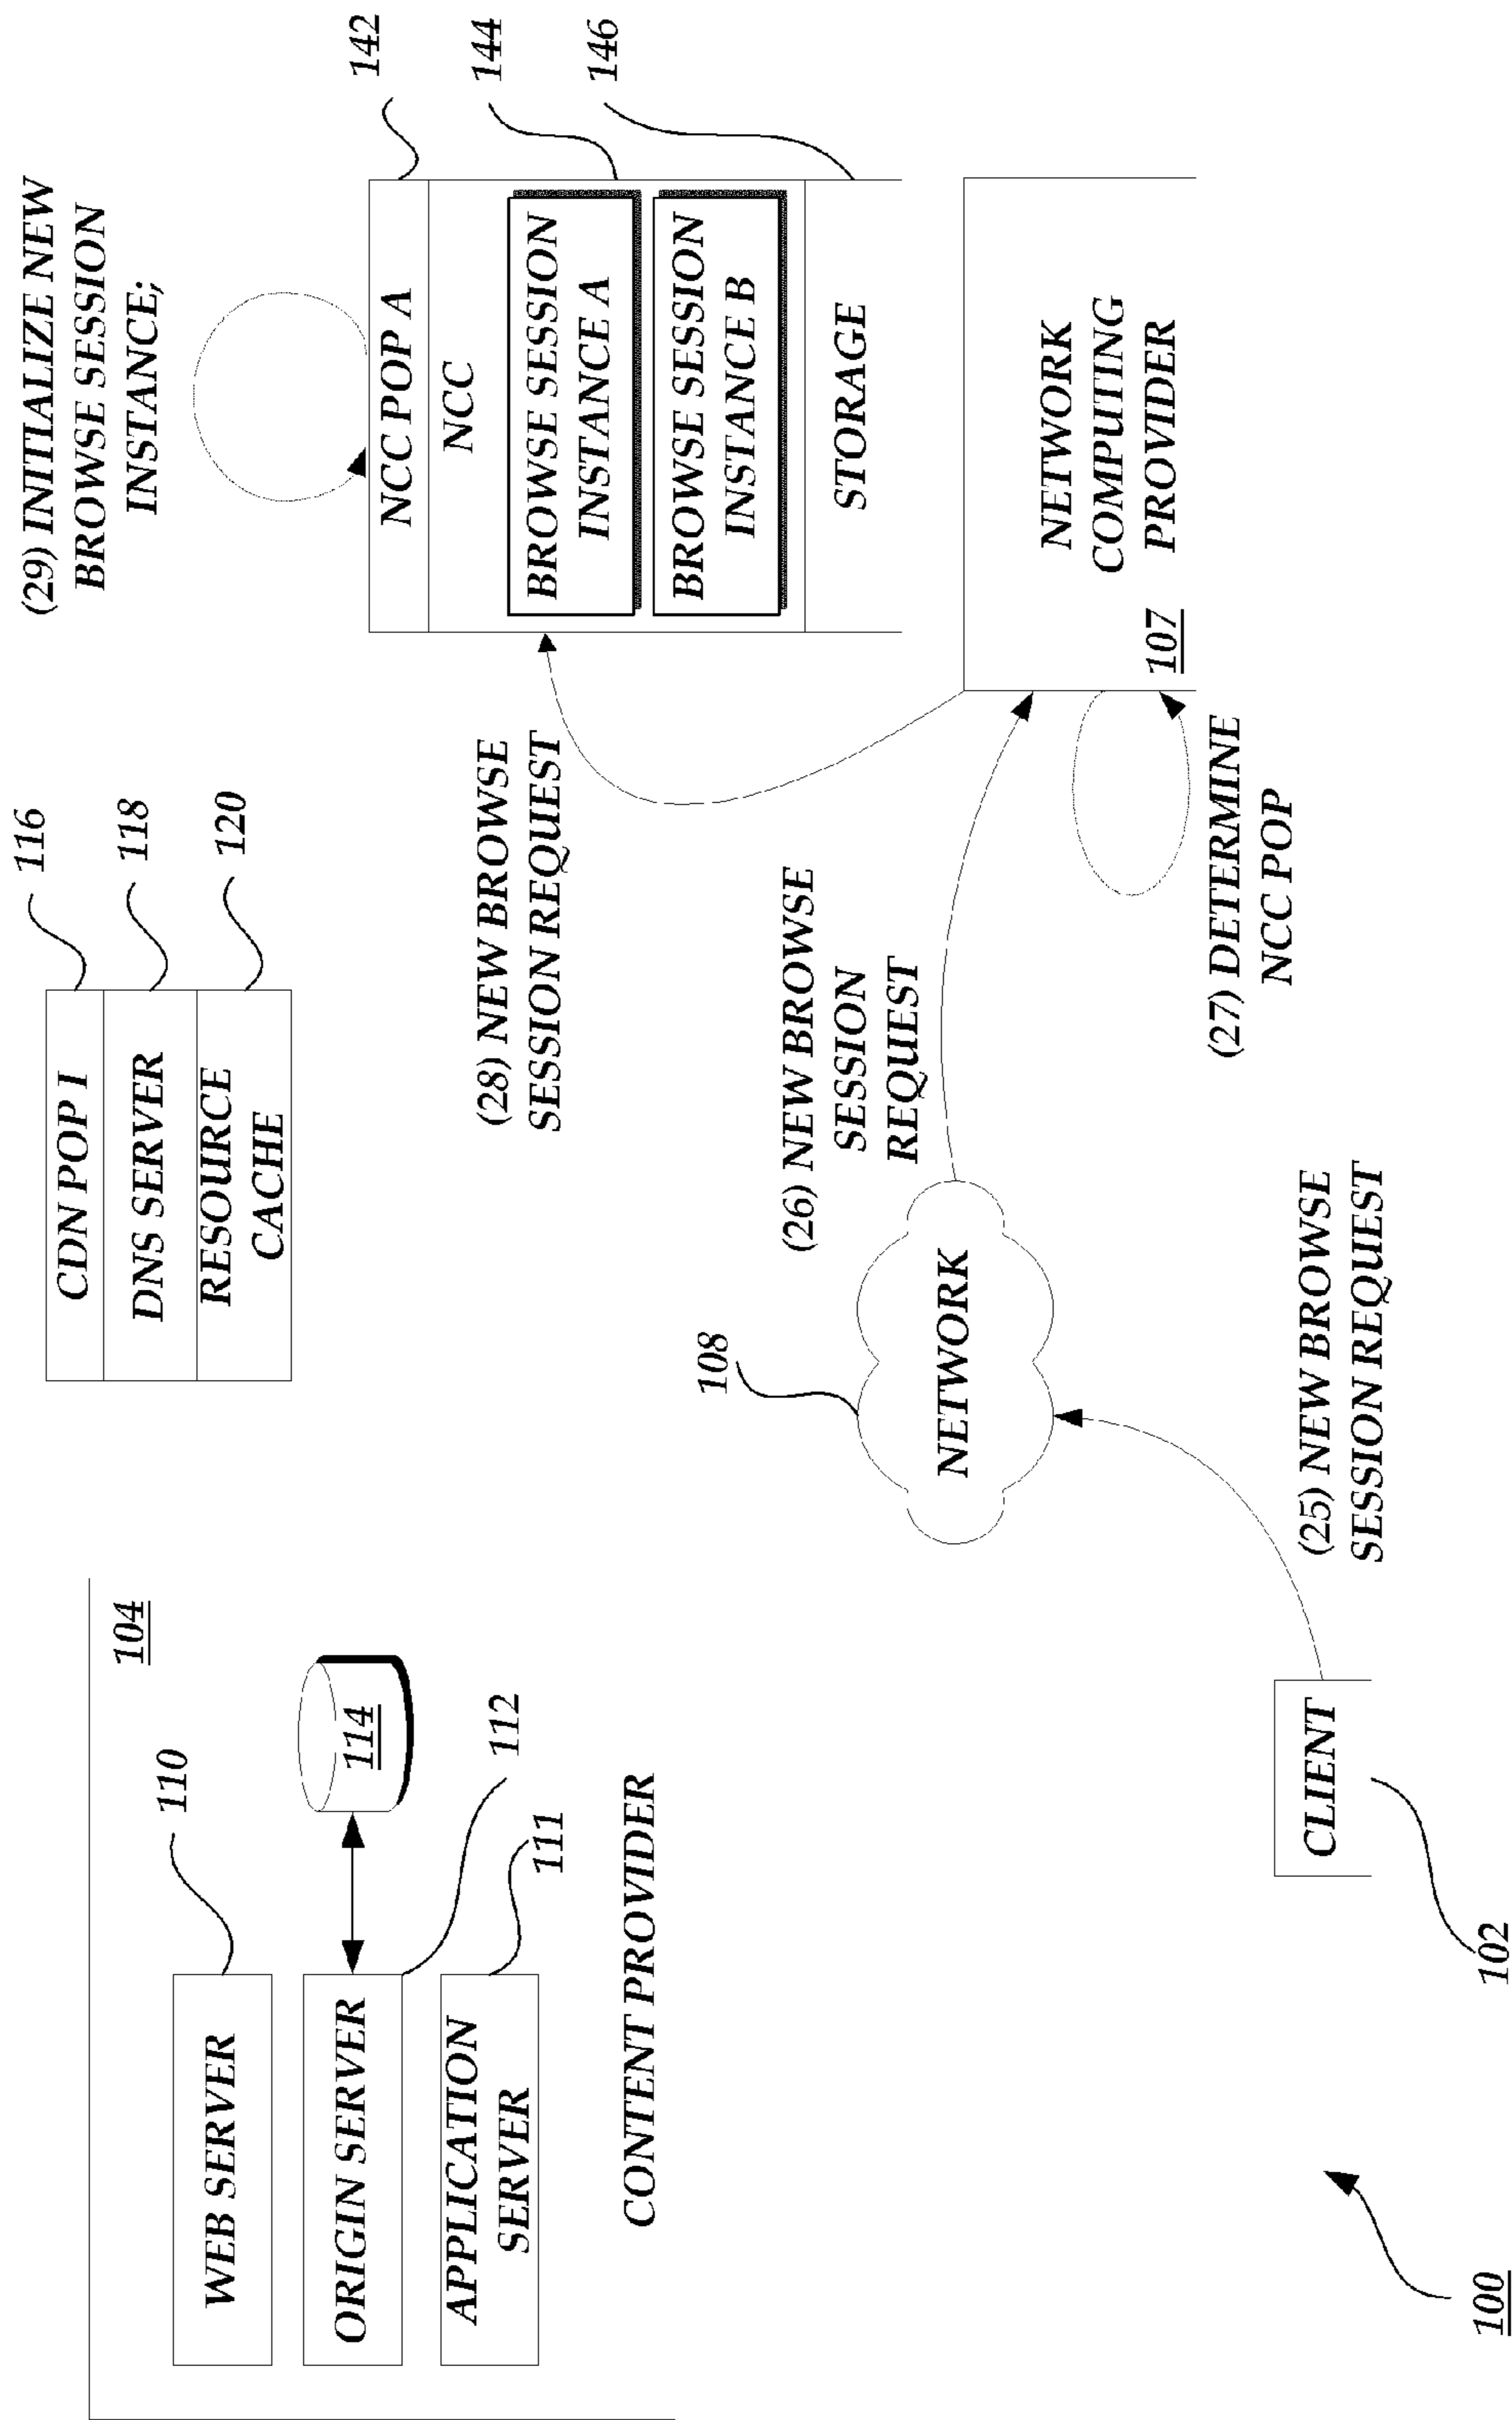 104
110
WEB SERVER
114
ORIGIN SERVER
112
APPLICATION
SERVER
111
CONTENT PROVIDER
CDN POP I
DNS SERVER
RESOURCE
CACHE
116
118
120
(29) INITIALIZE NEW
BROWSE SESSION
INSTANCE;
142
NCC POP A
NCC
144
BROWSE SESSION
INSTANCE A
BROWSE SESSION
INSTANCE B
146
STORAGE
(28) NEW BROWSE
SESSION REQUEST
108
NETWORK
(26) NEW BROWSE
SESSION
REQUEST
NETWORK
COMPUTING
PROVIDER
107
(27) DETERMINE
NCC POP
CLIENT
102
(25) NEW BROWSE
SESSION REQUEST
100